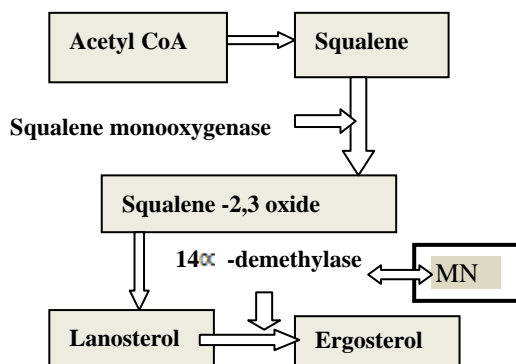 Acetyl CoA
Squalene
Squalene monooxygenase
Squalene -2,3 oxide
14∝ -demethylase
MN
Lanosterol
Ergosterol